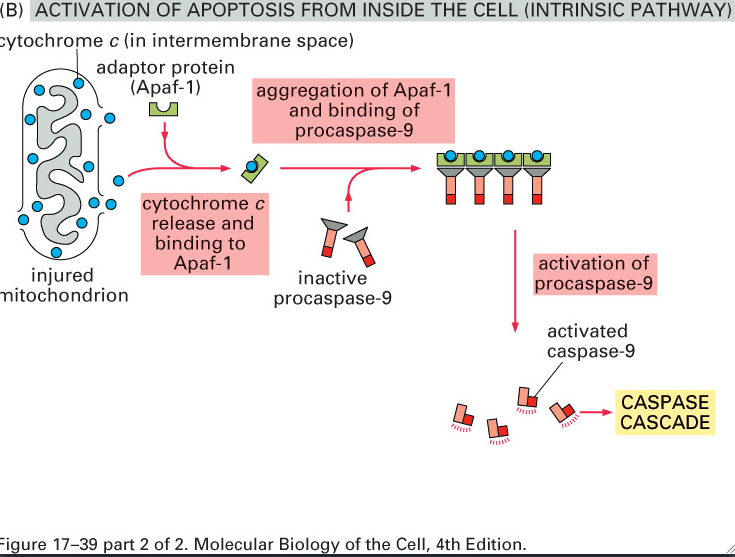 (B) ACTIVATION OF APOPTOSIS FROM INSIDE THE CELL (INTRINSIC PATHWAY)
cytochrome c (in intermembrane space)
adaptor protein
(Apaf-1)
aggregation of Apaf-1
and binding of
procaspase-9
cytochrome c
release and
binding to
Apaf-1
injured
mitochondrion
inactive
procaspase-9
activation of
procaspase-9
activated
caspase-9
CASPASE
CASCADE
Figure 17–39 part 2 of 2. Molecular Biology of the Cell, 4th Edition.